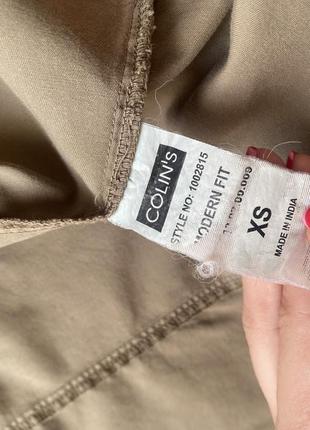 COLIN'S
STYLE NO: 1002815
MODERN FIT
XS
MADE IN INDIA